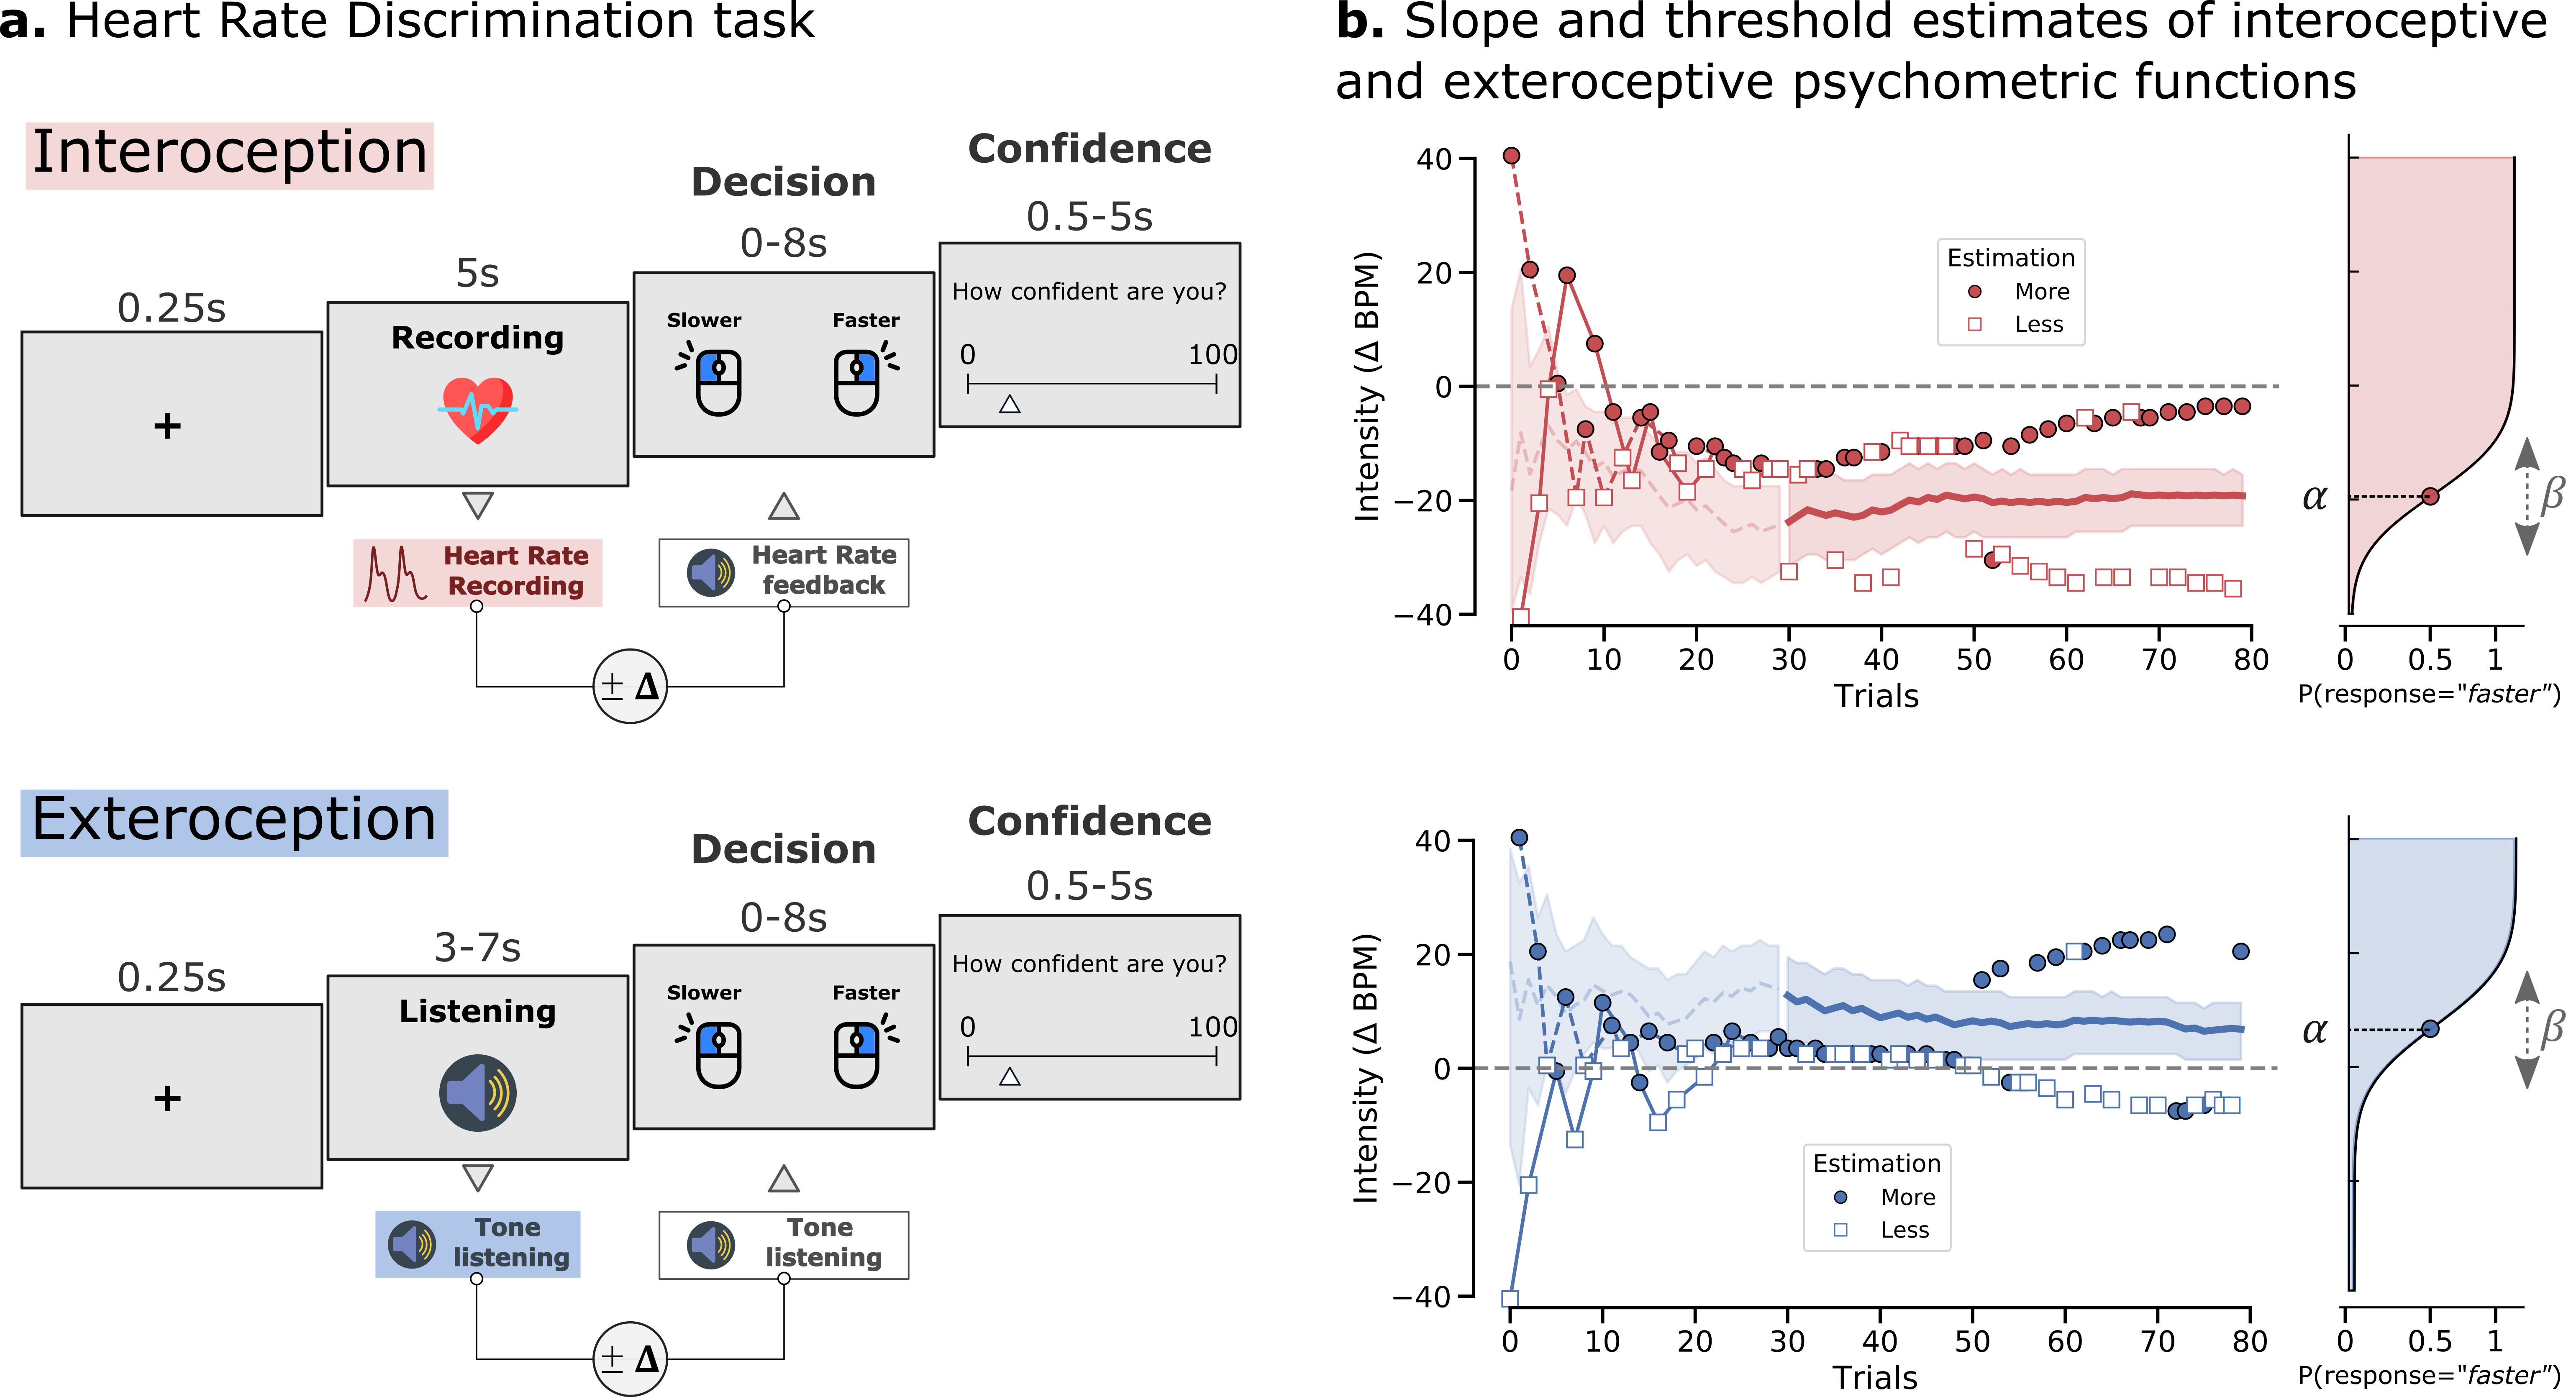 a. Heart Rate Discrimination task
Interoception
0.25s
+
5s
Recording
Heart Rate
Recording
Decision
0-8s
Slower Faster
Heart Rate
feedback
± Δ
Confidence
0.5-5s
How confident are you?
0 100
Exteroception
0.25s
+
3-7s
Listening
Tone
listening
Decision
0-8s
Slower Faster
Tone
listening
± Δ
Confidence
0.5-5s
How confident are you?
0 100
b. Slope and threshold estimates of interoceptive
and exteroceptive psychometric functions
Intensity (Δ BPM)
40
20
0
−20
−40
Estimation
More
Less
0 10 20 30 40 50 60 70 80
Trials
α
β
0 0.5 1
P(response="faster")
Intensity (Δ BPM)
40
20
0
−20
−40
Estimation
More
Less
0 10 20 30 40 50 60 70 80
Trials
α
β
0 0.5 1
P(response="faster")